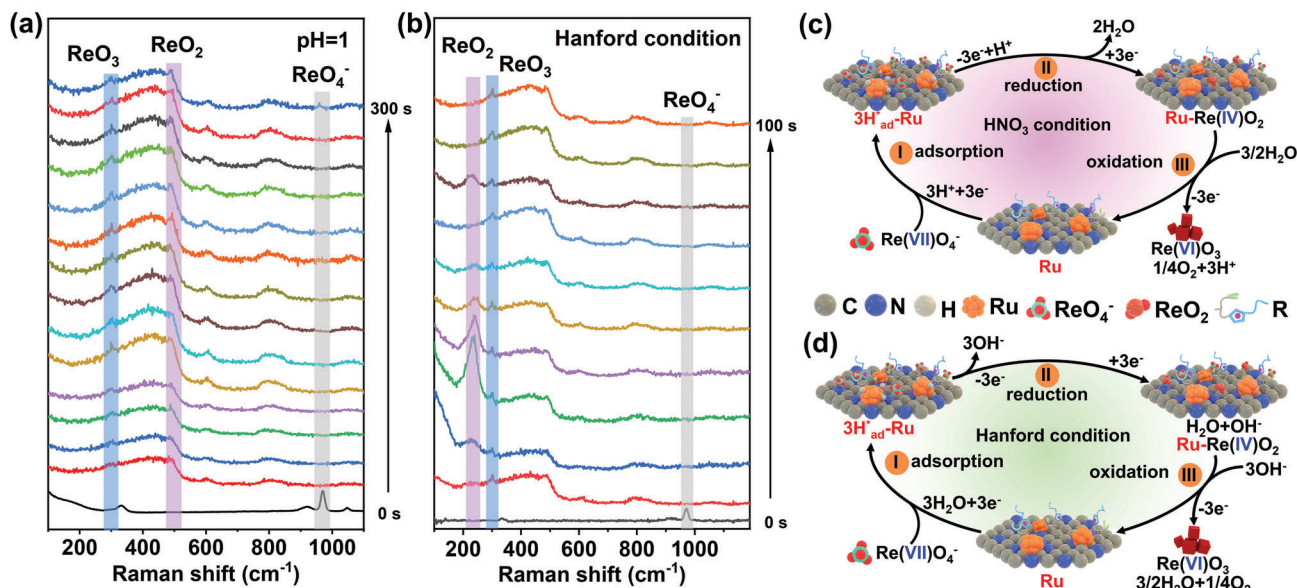 (a)
ReO₃
ReO₂
pH=1
ReO₄⁻
300 s
0 s
200 400 600 800 1000
Raman shift (cm⁻¹)
(b)
Hanford condition
ReO₂
ReO₃
ReO₄⁻
100 s
0 s
200 400 600 800 1000
Raman shift (cm⁻¹)
(c)
-3e⁻+H⁺
2H₂O
+3e⁻
II
reduction
3H*ad-Ru
HNO₃ condition
Ru-Re(IV)O₂
I adsorption
oxidation III
3/2H₂O
3H⁺+3e⁻
-3e⁻
Re(VII)O₄⁻
Ru
Re(VI)O₃
1/4O₂+3H⁺
C N H Ru ReO₄⁻ ReO₂ R
(d)
3OH⁻
-3e⁻
+3e⁻
II
reduction
3H*ad-Ru
Hanford condition
H₂O+OH⁻
Ru-Re(IV)O₂
I adsorption
oxidation III
3OH⁻
3H₂O+3e⁻
-3e⁻
Re(VII)O₄⁻
Ru
Re(VI)O₃
3/2H₂O+1/4O₂